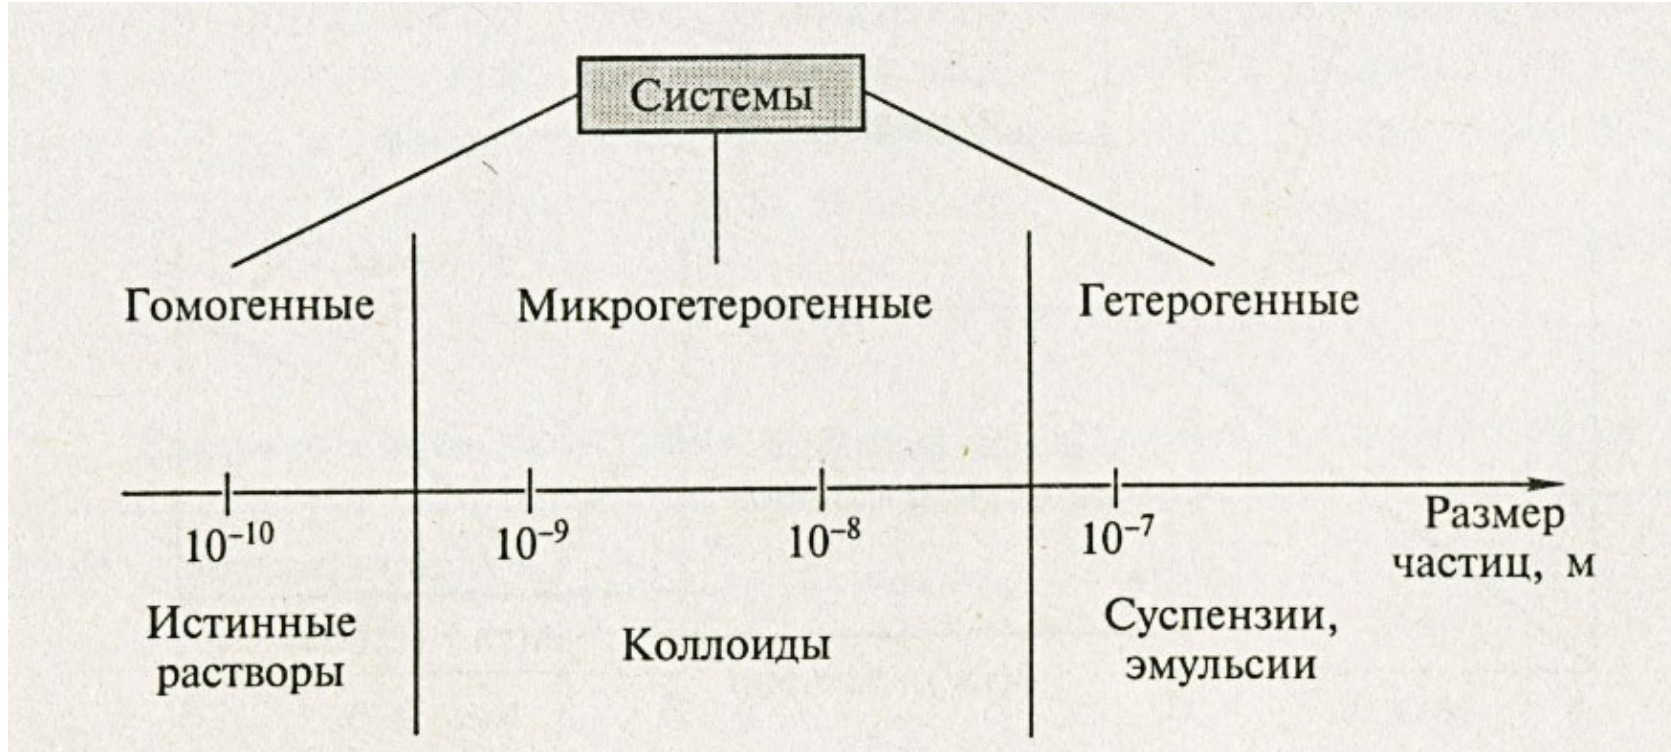 Системы
Гомогенные
Микрогетерогенные
Гетерогенные
10⁻¹⁰
10⁻⁹
10⁻⁸
10⁻⁷
Размер
частиц, м
Истинные
растворы
Коллоиды
Суспензии,
эмульсии